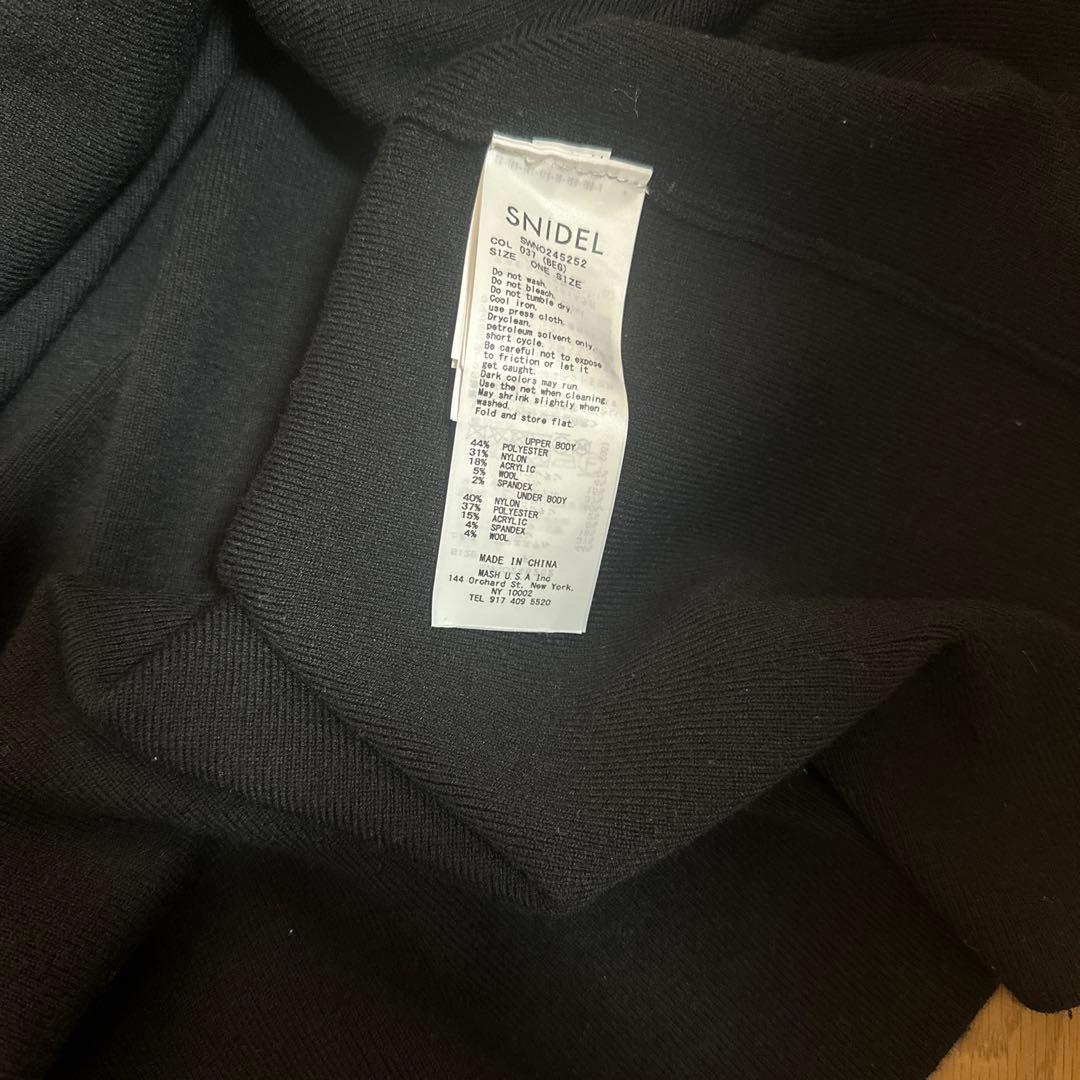 SNIDEL
SWNO245252
COL 037 (BEG)
SIZE ONE SIZE
Do not wash.
Do not bleach.
Do not tumble dry.
Cool iron.
use press cloth.
Dryclean.
petroleum solvent only.
short cycle.
Be careful not to expose
to friction or let it
get caught.
Dark colors may run.
Use the net when cleaning.
May shrink slightly when
washed.
Fold and store flat.
UPPER BODY
44% POLYESTER
31% NYLON
18% ACRYLIC
5% WOOL
2% SPANDEX
UNDER BODY
40% NYLON
37% POLYESTER
15% ACRYLIC
4% SPANDEX
4% WOOL
MADE IN CHINA
MASH U.S.A Inc
144 Orchard St. New York.
NY 10002
TEL 917 409 5520